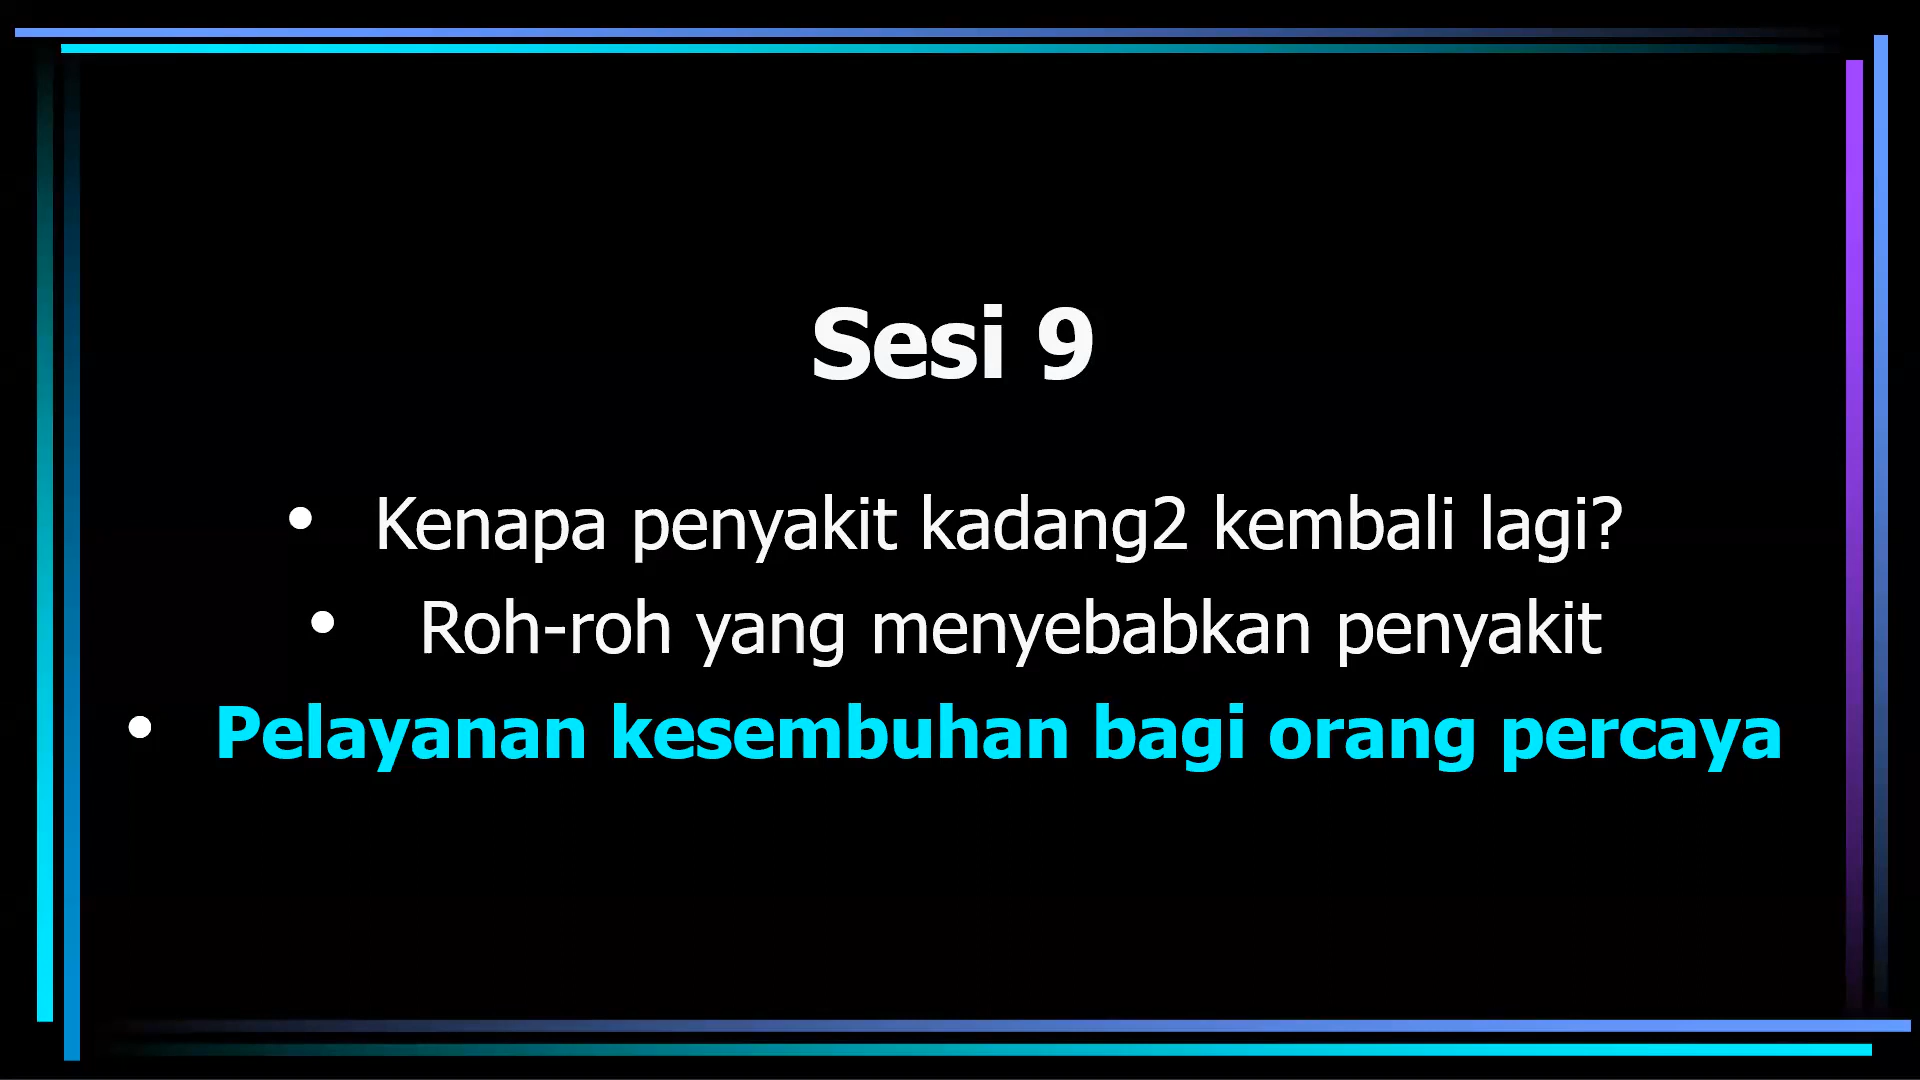 Sesi 9
• Kenapa penyakit kadang2 kembali lagi?
• Roh-roh yang menyebabkan penyakit
• Pelayanan kesembuhan bagi orang percaya